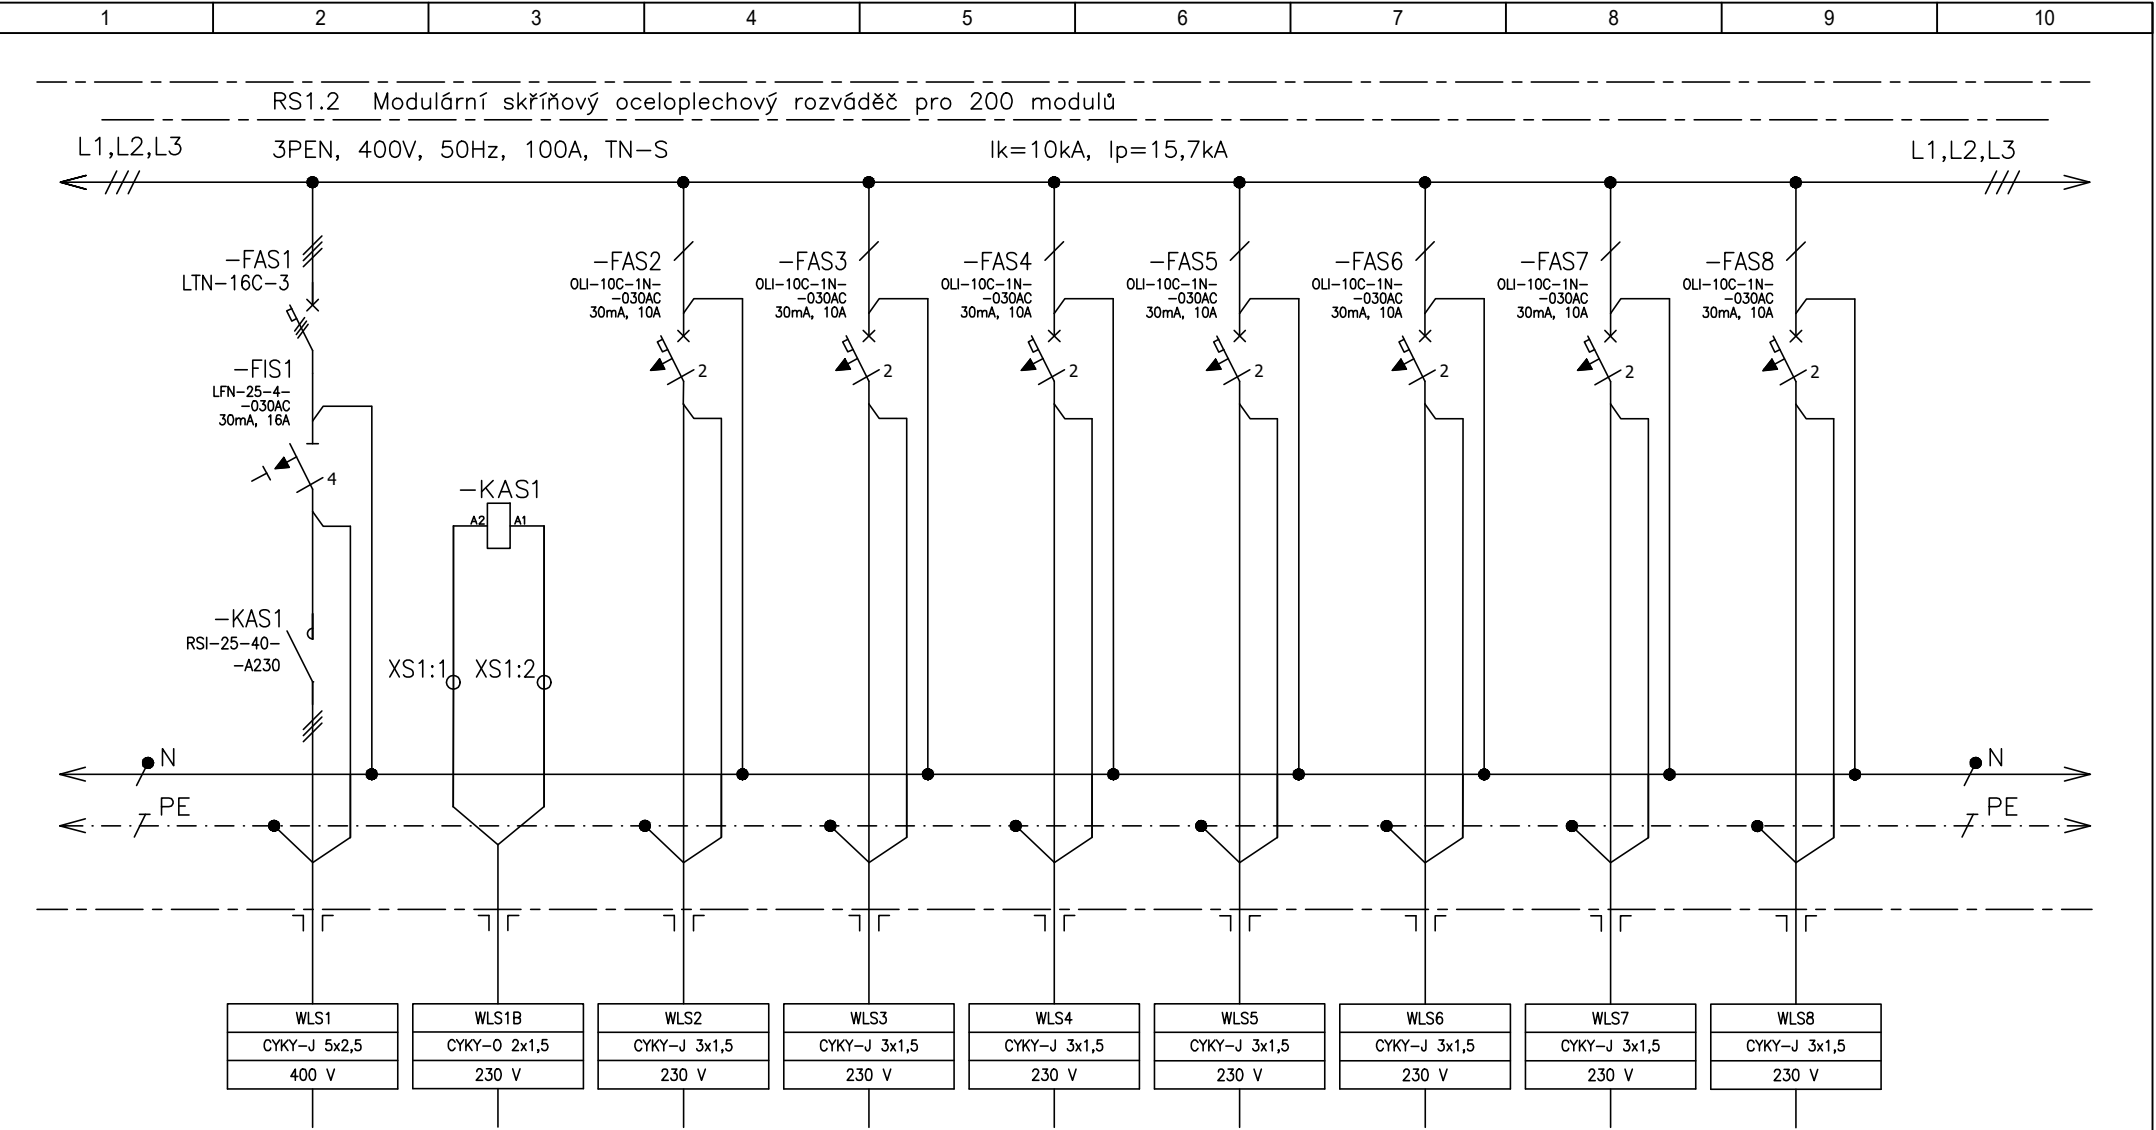 1 2 3 4 5 6 7 8 9 10
RS1.2 Modulární skříňový oceloplechový rozváděč pro 200 modulů
L1,L2,L3 3PEN, 400V, 50Hz, 100A, TN-S Ik=10kA, Ip=15,7kA L1,L2,L3
-FAS1
LTN-16C-3
-FIS1
LFN-25-4-
-030AC
30mA, 16A
4
-KAS1
RSI-25-40-
-A230
-KAS1
A2 A1
XS1:1 XS1:2
-FAS2
OLI-10C-1N-
-030AC
30mA, 10A
2
-FAS3
OLI-10C-1N-
-030AC
30mA, 10A
2
-FAS4
OLI-10C-1N-
-030AC
30mA, 10A
2
-FAS5
OLI-10C-1N-
-030AC
30mA, 10A
2
-FAS6
OLI-10C-1N-
-030AC
30mA, 10A
2
-FAS7
OLI-10C-1N-
-030AC
30mA, 10A
2
-FAS8
OLI-10C-1N-
-030AC
30mA, 10A
2
N N
PE PE
WLS1
CYKY-J 5x2,5
400 V
WLS1B
CYKY-O 2x1,5
230 V
WLS2
CYKY-J 3x1,5
230 V
WLS3
CYKY-J 3x1,5
230 V
WLS4
CYKY-J 3x1,5
230 V
WLS5
CYKY-J 3x1,5
230 V
WLS6
CYKY-J 3x1,5
230 V
WLS7
CYKY-J 3x1,5
230 V
WLS8
CYKY-J 3x1,5
230 V